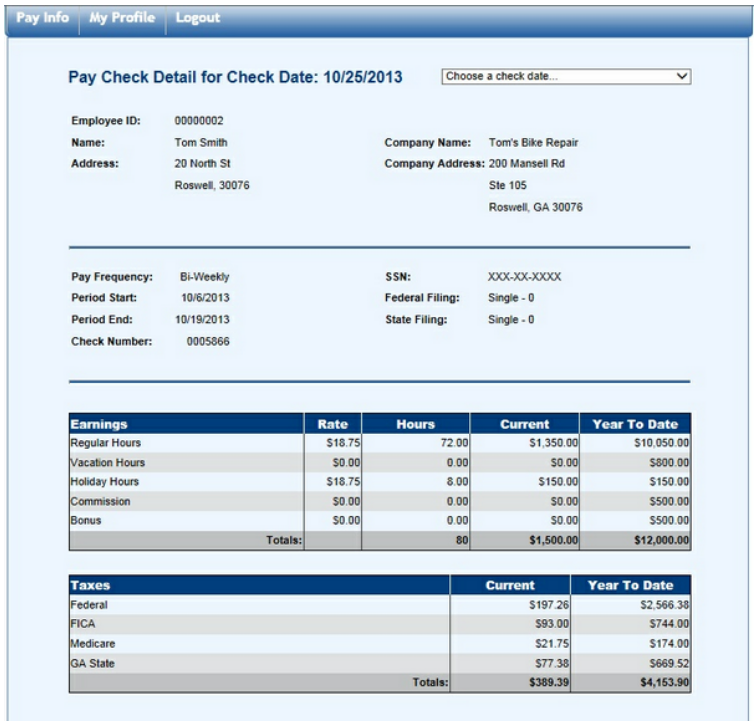 Pay Info My Profile Logout
Pay Check Detail for Check Date: 10/25/2013 Choose a check date...
Employee ID: 00000002
Name: Tom Smith Company Name: Tom's Bike Repair
Address: 20 North St Company Address: 200 Mansell Rd
Roswell, 30076 Ste 105
Roswell, GA 30076
Pay Frequency: Bi-Weekly SSN: XXX-XX-XXXX
Period Start: 10/6/2013 Federal Filing: Single - 0
Period End: 10/19/2013 State Filing: Single - 0
Check Number: 0005866
Earnings Rate Hours Current Year To Date
Regular Hours $18.75 72.00 $1,350.00 $10,050.00
Vacation Hours $0.00 0.00 $0.00 $800.00
Holiday Hours $18.75 8.00 $150.00 $150.00
Commission $0.00 0.00 $0.00 $500.00
Bonus $0.00 0.00 $0.00 $500.00
Totals: 80 $1,500.00 $12,000.00
Taxes Current Year To Date
Federal $197.26 $2,566.38
FICA $93.00 $744.00
Medicare $21.75 $174.00
GA State $77.38 $669.52
Totals: $389.39 $4,153.90